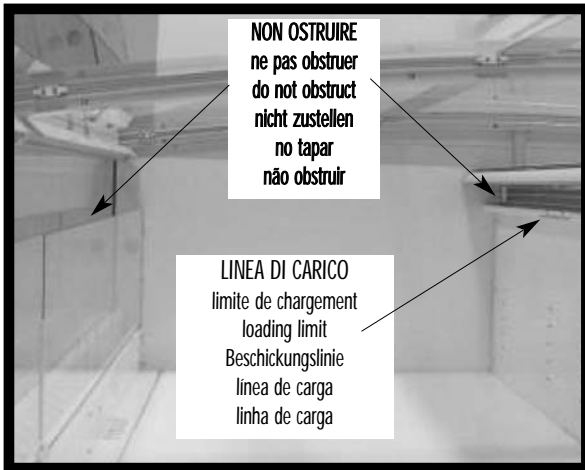 NON OSTRUIRE
ne pas obstruer
do not obstruct
nicht zustellen
no tapar
não obstruir
LINEA DI CARICO
limite de chargement
loading limit
Beschickungslinie
línea de carga
linha de carga